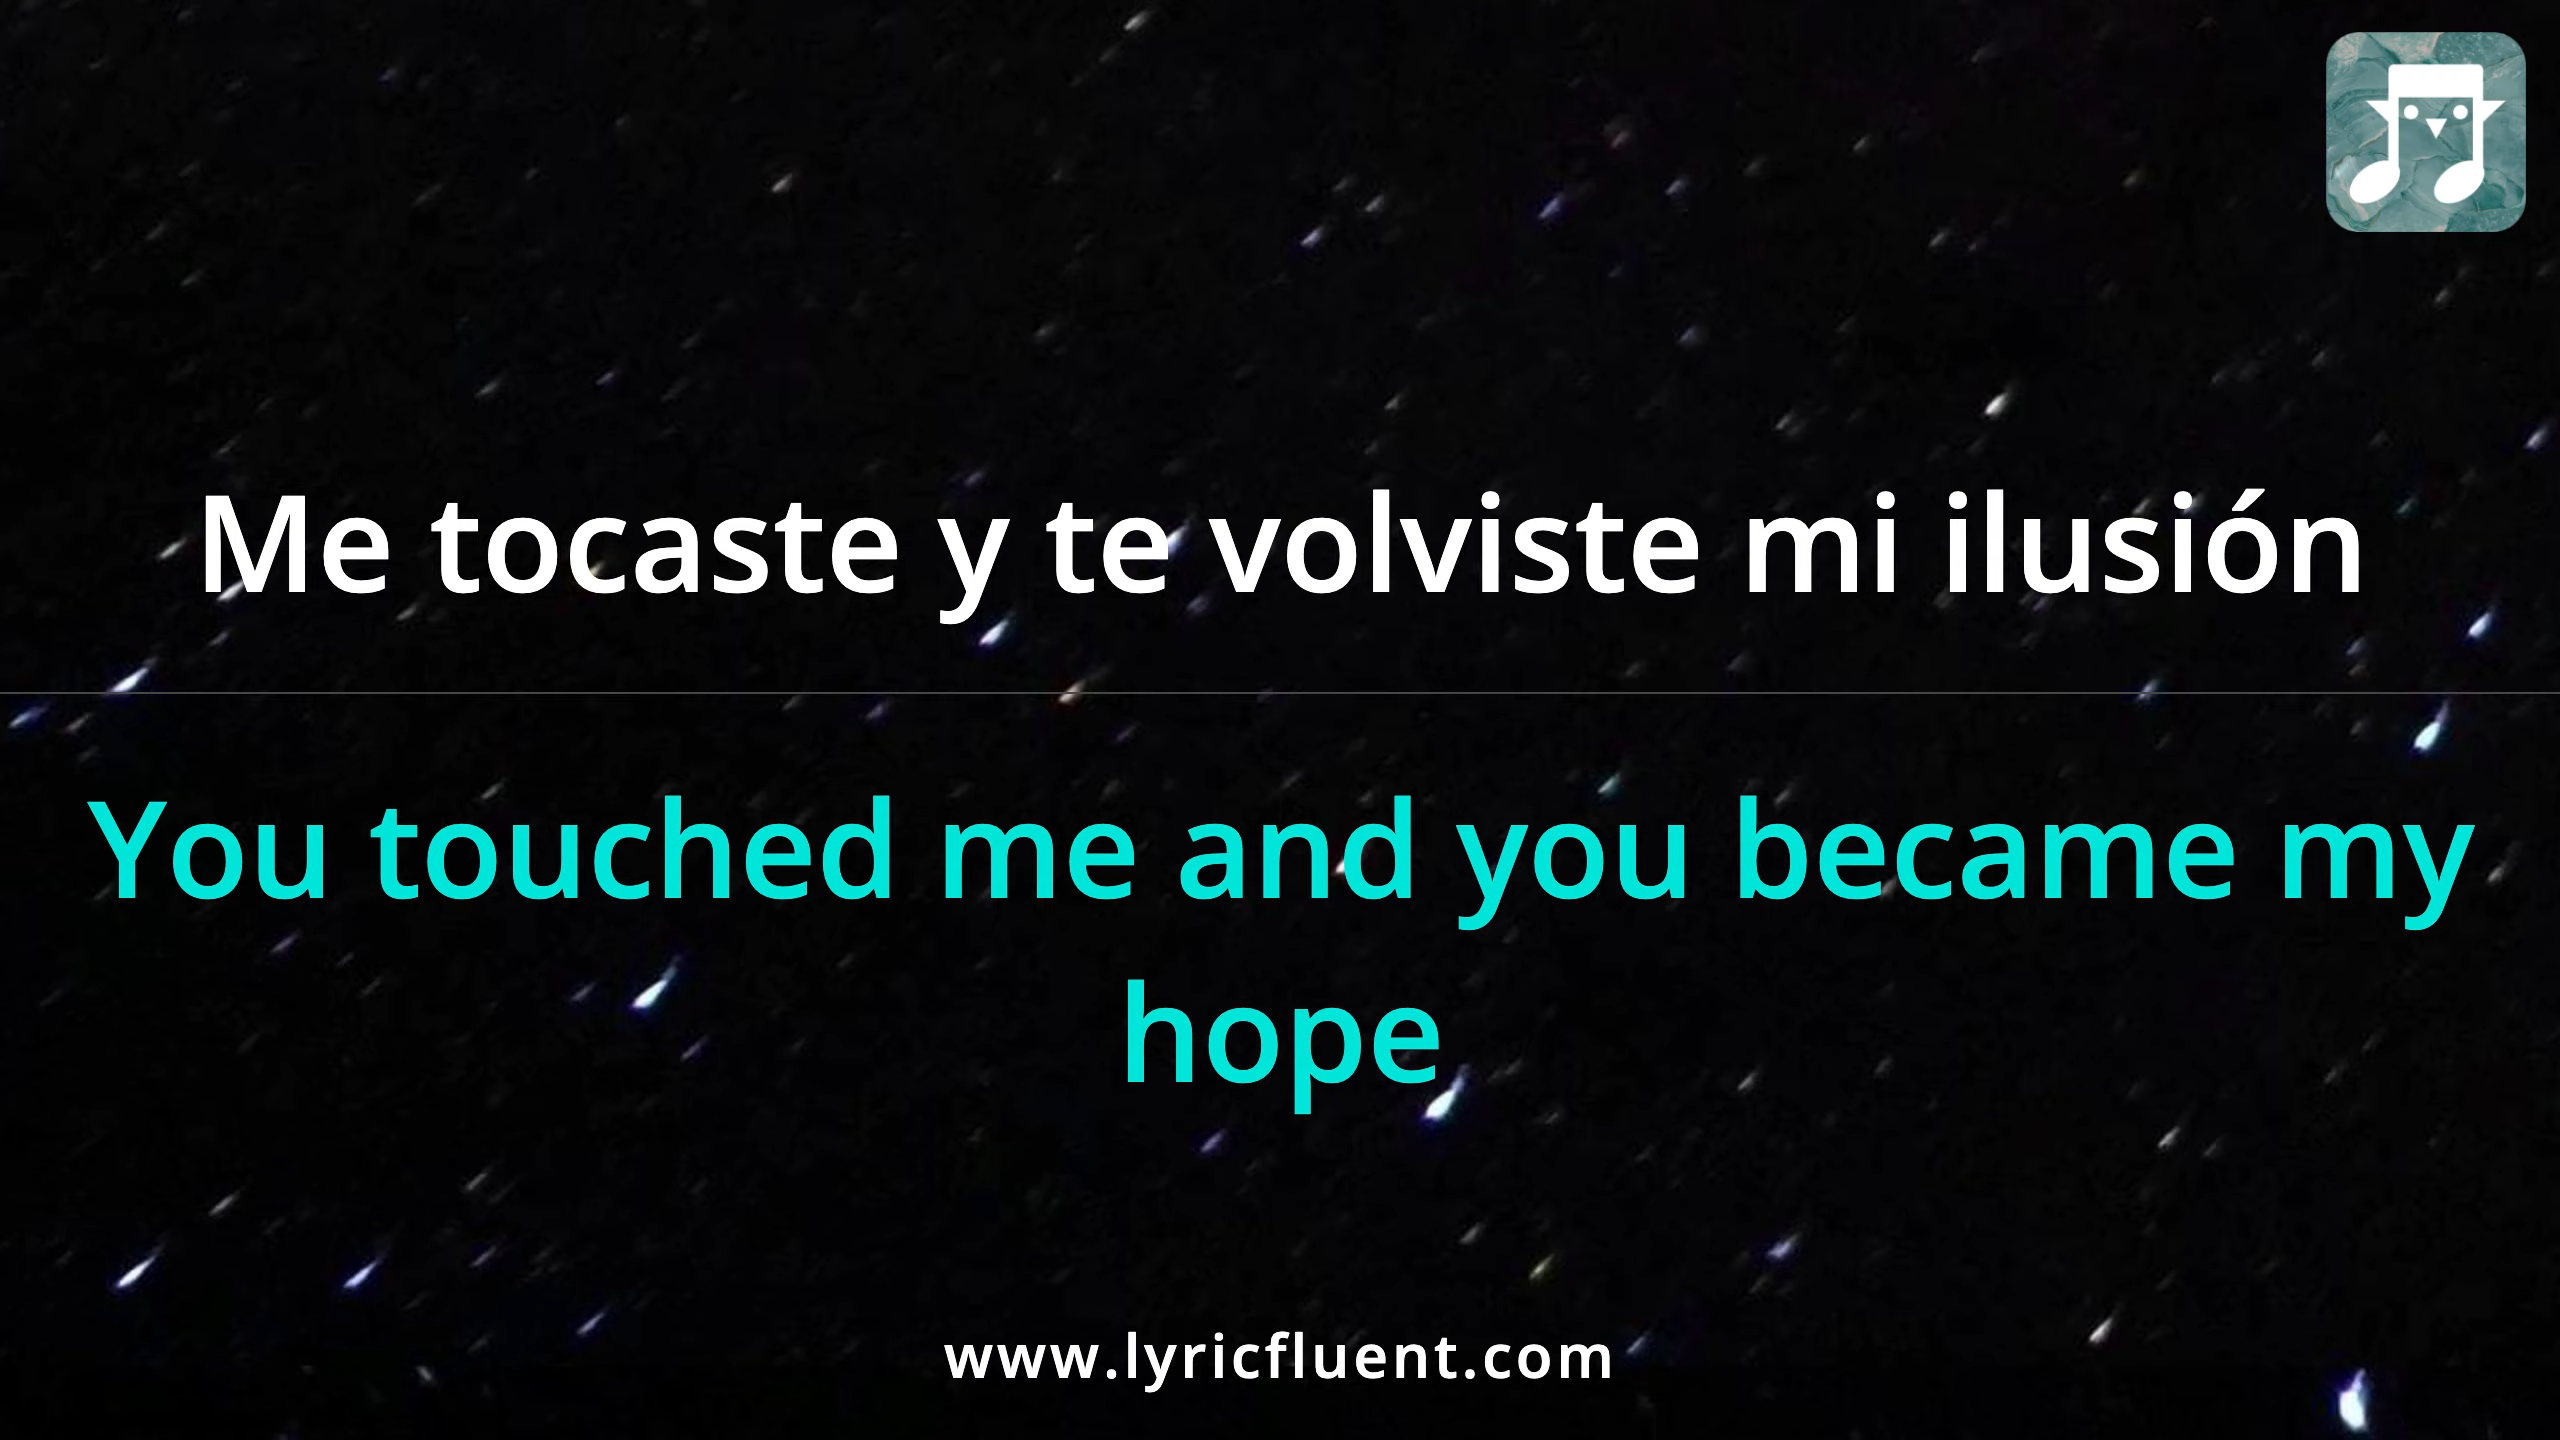 Me tocaste y te volviste mi ilusión
You touched me and you became my
hope
www.lyricfluent.com